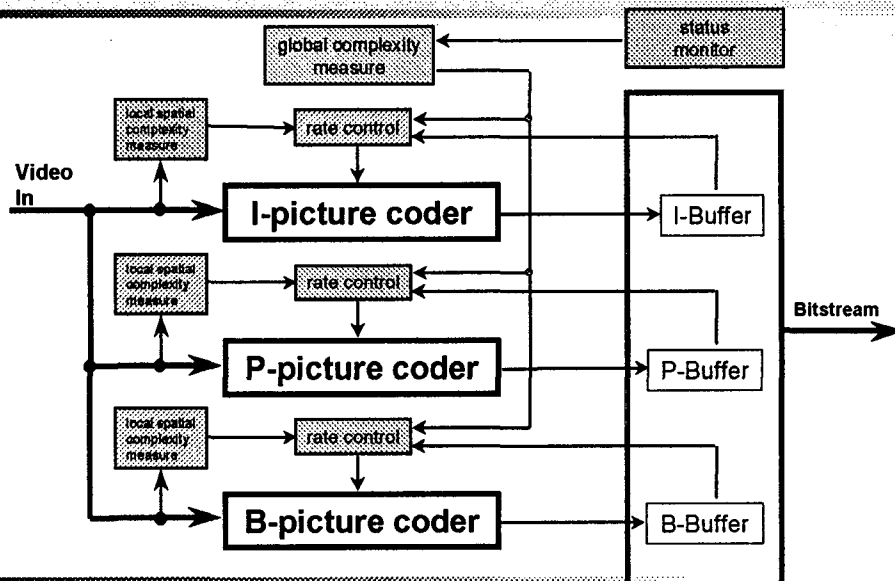 status
monitor
global complexity
measure
local spatial
complexity
measure
rate control
Video
In
I-picture coder
I-Buffer
local spatial
complexity
measure
rate control
Bitstream
P-picture coder
P-Buffer
local spatial
complexity
measure
rate control
B-picture coder
B-Buffer